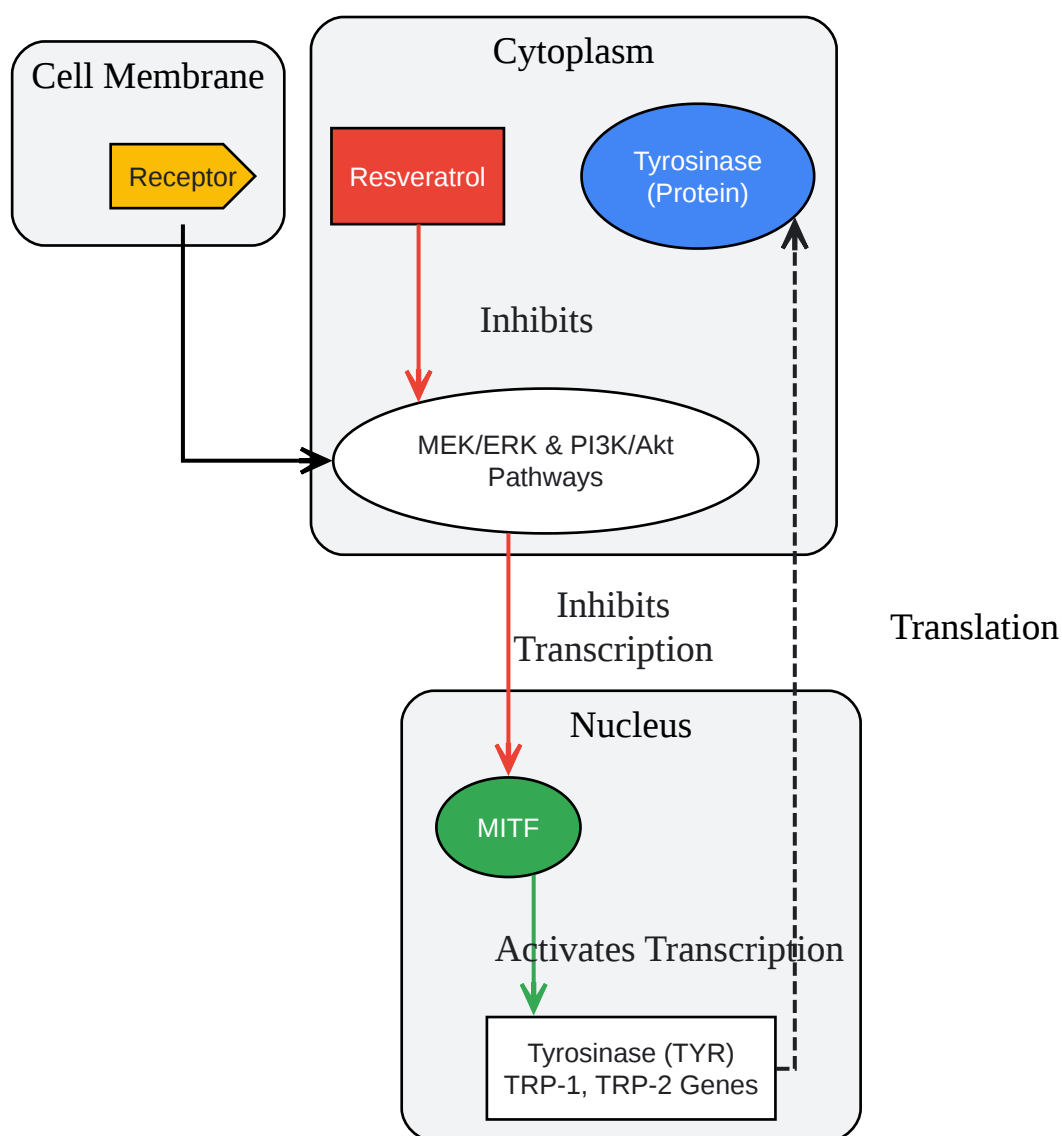 Cell Membrane
Receptor
Cytoplasm
Resveratrol
Tyrosinase
(Protein)
Inhibits
MEK/ERK & PI3K/Akt
Pathways
Inhibits
Transcription
Translation
Nucleus
MITF
Activates Transcription
Tyrosinase (TYR)
TRP-1, TRP-2 Genes